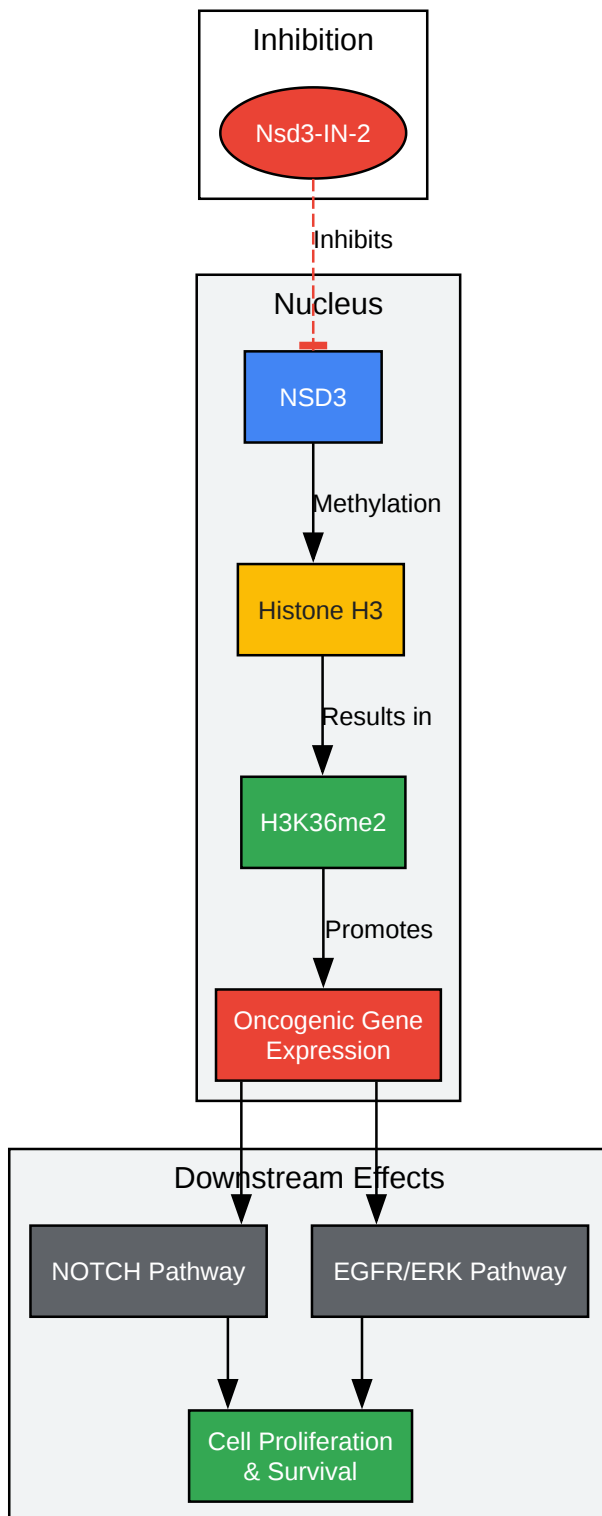 Inhibition
Nsd3-IN-2
Inhibits
Nucleus
NSD3
Methylation
Histone H3
Results in
H3K36me2
Promotes
Oncogenic Gene
Expression
Downstream Effects
NOTCH Pathway
EGFR/ERK Pathway
Cell Proliferation
& Survival